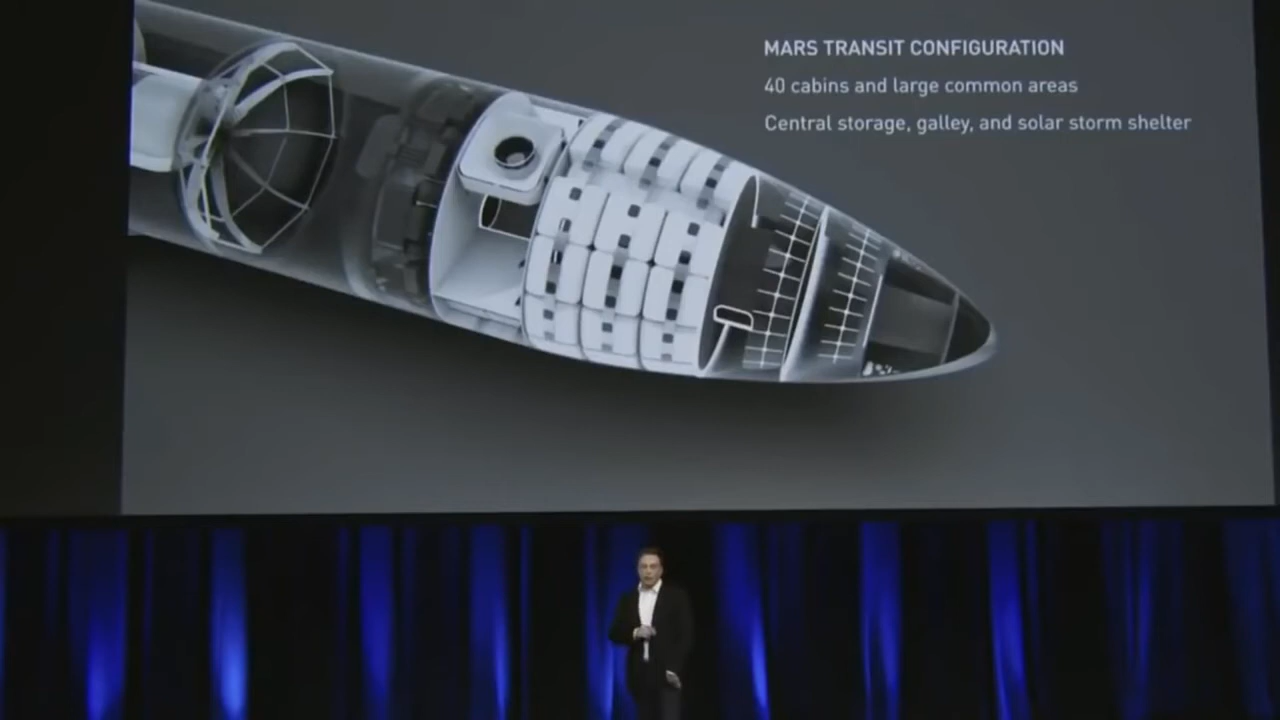 MARS TRANSIT CONFIGURATION
40 cabins and large common areas
Central storage, galley, and solar storm shelter